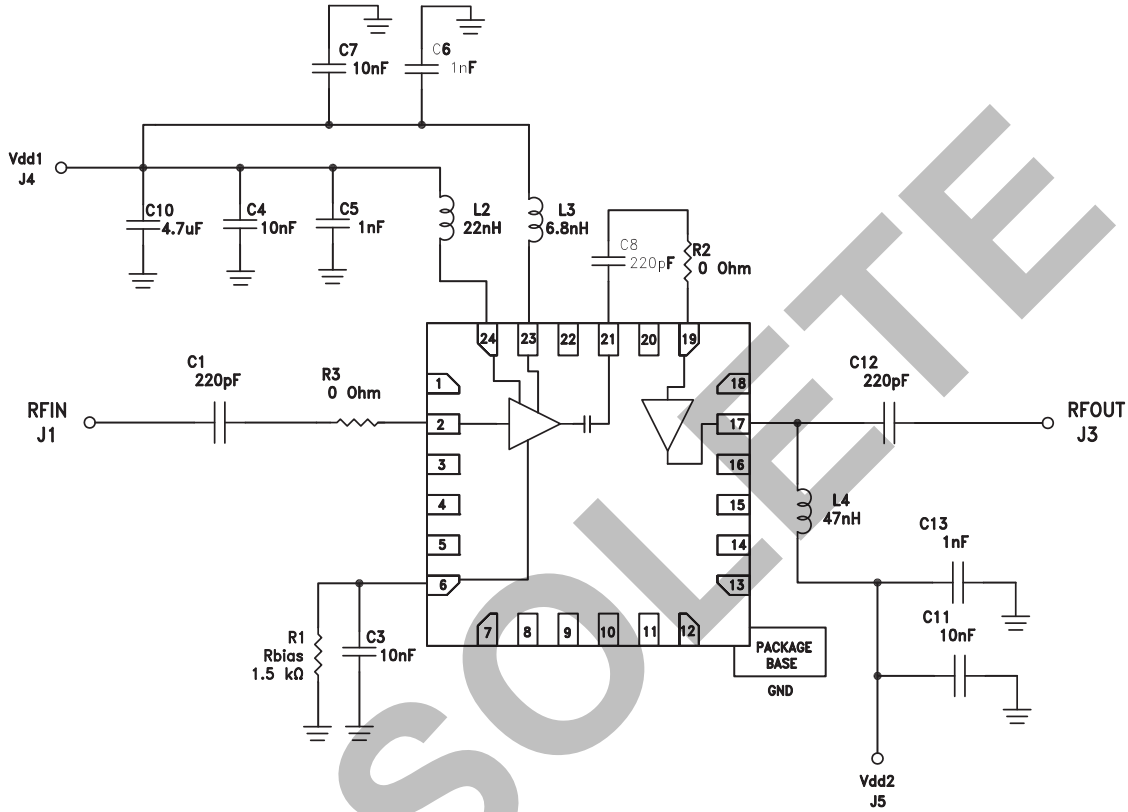 C7
10nF
C6
1nF
Vdd1
J4
C10
4.7uF
C4
10nF
C5
1nF
L2
22nH
L3
6.8nH
C8
220pF
R2
0 Ohm
24
23
22
21
20
19
C1
220pF
R3
0 Ohm
RFIN
J1
1
2
3
4
5
6
18
17
16
15
14
13
C12
220pF
RFOUT
J3
L4
47nH
C13
1nF
C11
10nF
7
8
9
10
11
12
R1
Rbias
1.5 kΩ
C3
10nF
PACKAGE
BASE
GND
Vdd2
J5
SOLETE